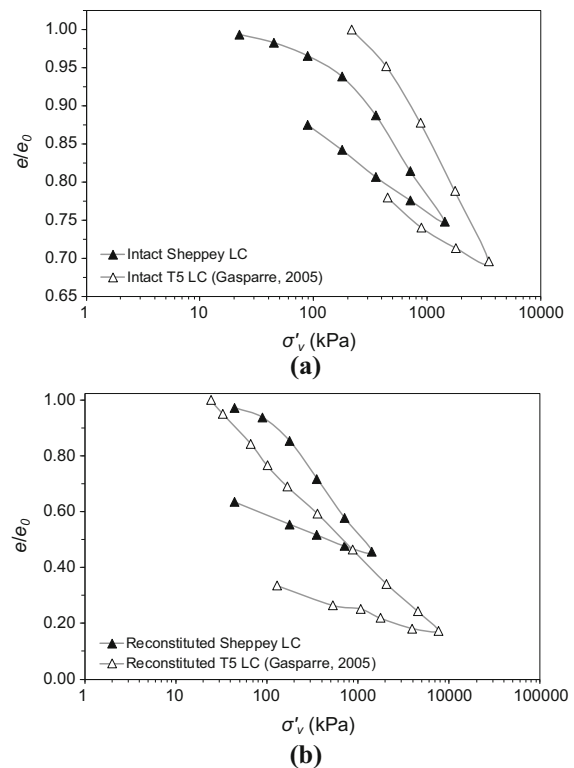 1.00
0.95
0.90
0.85
0.80
0.75
0.70
0.65
e/e₀
Intact Sheppey LC
Intact T5 LC (Gasparre, 2005)
1 10 100 1000 10000
σ'ᵥ (kPa)
(a)
1.00
0.80
0.60
0.40
0.20
0.00
e/e₀
Reconstituted Sheppey LC
Reconstituted T5 LC (Gasparre, 2005)
1 10 100 1000 10000 100000
σ'ᵥ (kPa)
(b)